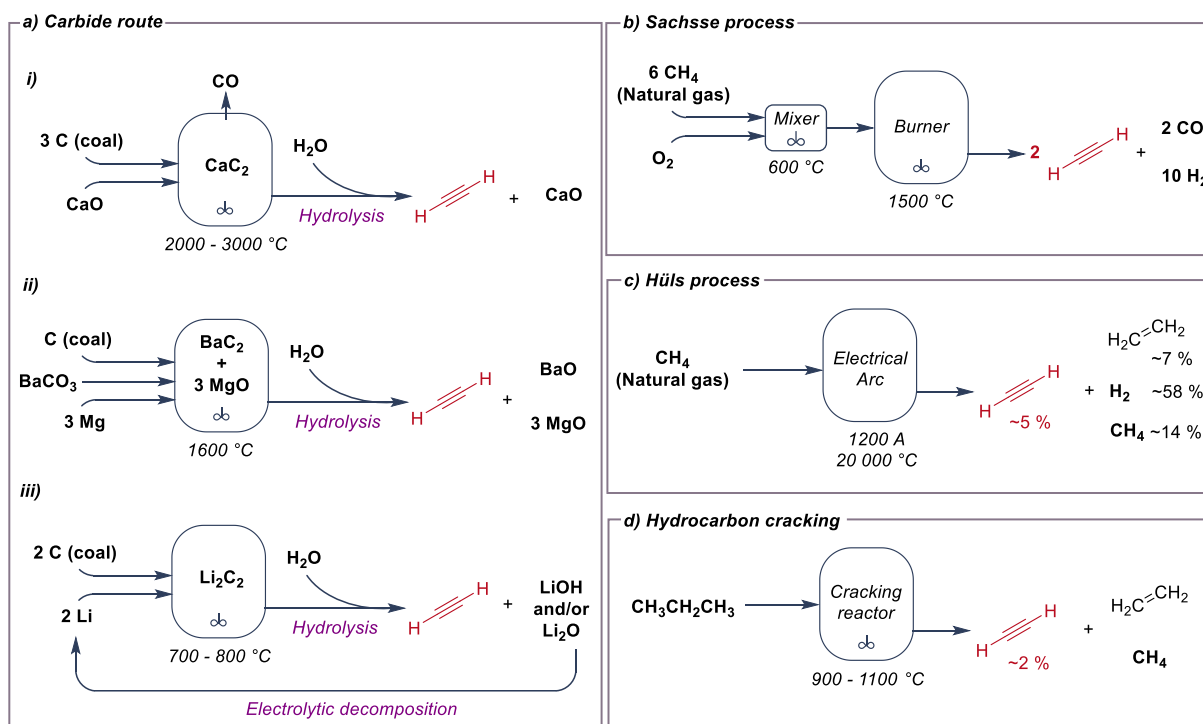 a) Carbide route
i)
CO
3 C (coal)
CaO
CaC₂
2000 - 3000 °C
H₂O
Hydrolysis
H
H
+
CaO
ii)
C (coal)
BaCO₃
3 Mg
BaC₂
+
3 MgO
1600 °C
H₂O
Hydrolysis
H
H
+
BaO
3 MgO
iii)
2 C (coal)
2 Li
Li₂C₂
700 - 800 °C
H₂O
Hydrolysis
H
H
+
LiOH
and/or
Li₂O
Electrolytic decomposition
b) Sachsse process
6 CH₄
(Natural gas)
O₂
Mixer
600 °C
Burner
1500 °C
2
H
H
+
2 CO
10 H₂
c) Hüls process
CH₄
(Natural gas)
Electrical
Arc
1200 A
20 000 °C
H
H
~5 %
+
H₂C CH₂
~7 %
H₂ ~58 %
CH₄ ~14 %
d) Hydrocarbon cracking
CH₃CH₂CH₃
Cracking
reactor
900 - 1100 °C
H
H
~2 %
+
H₂C CH₂
CH₄